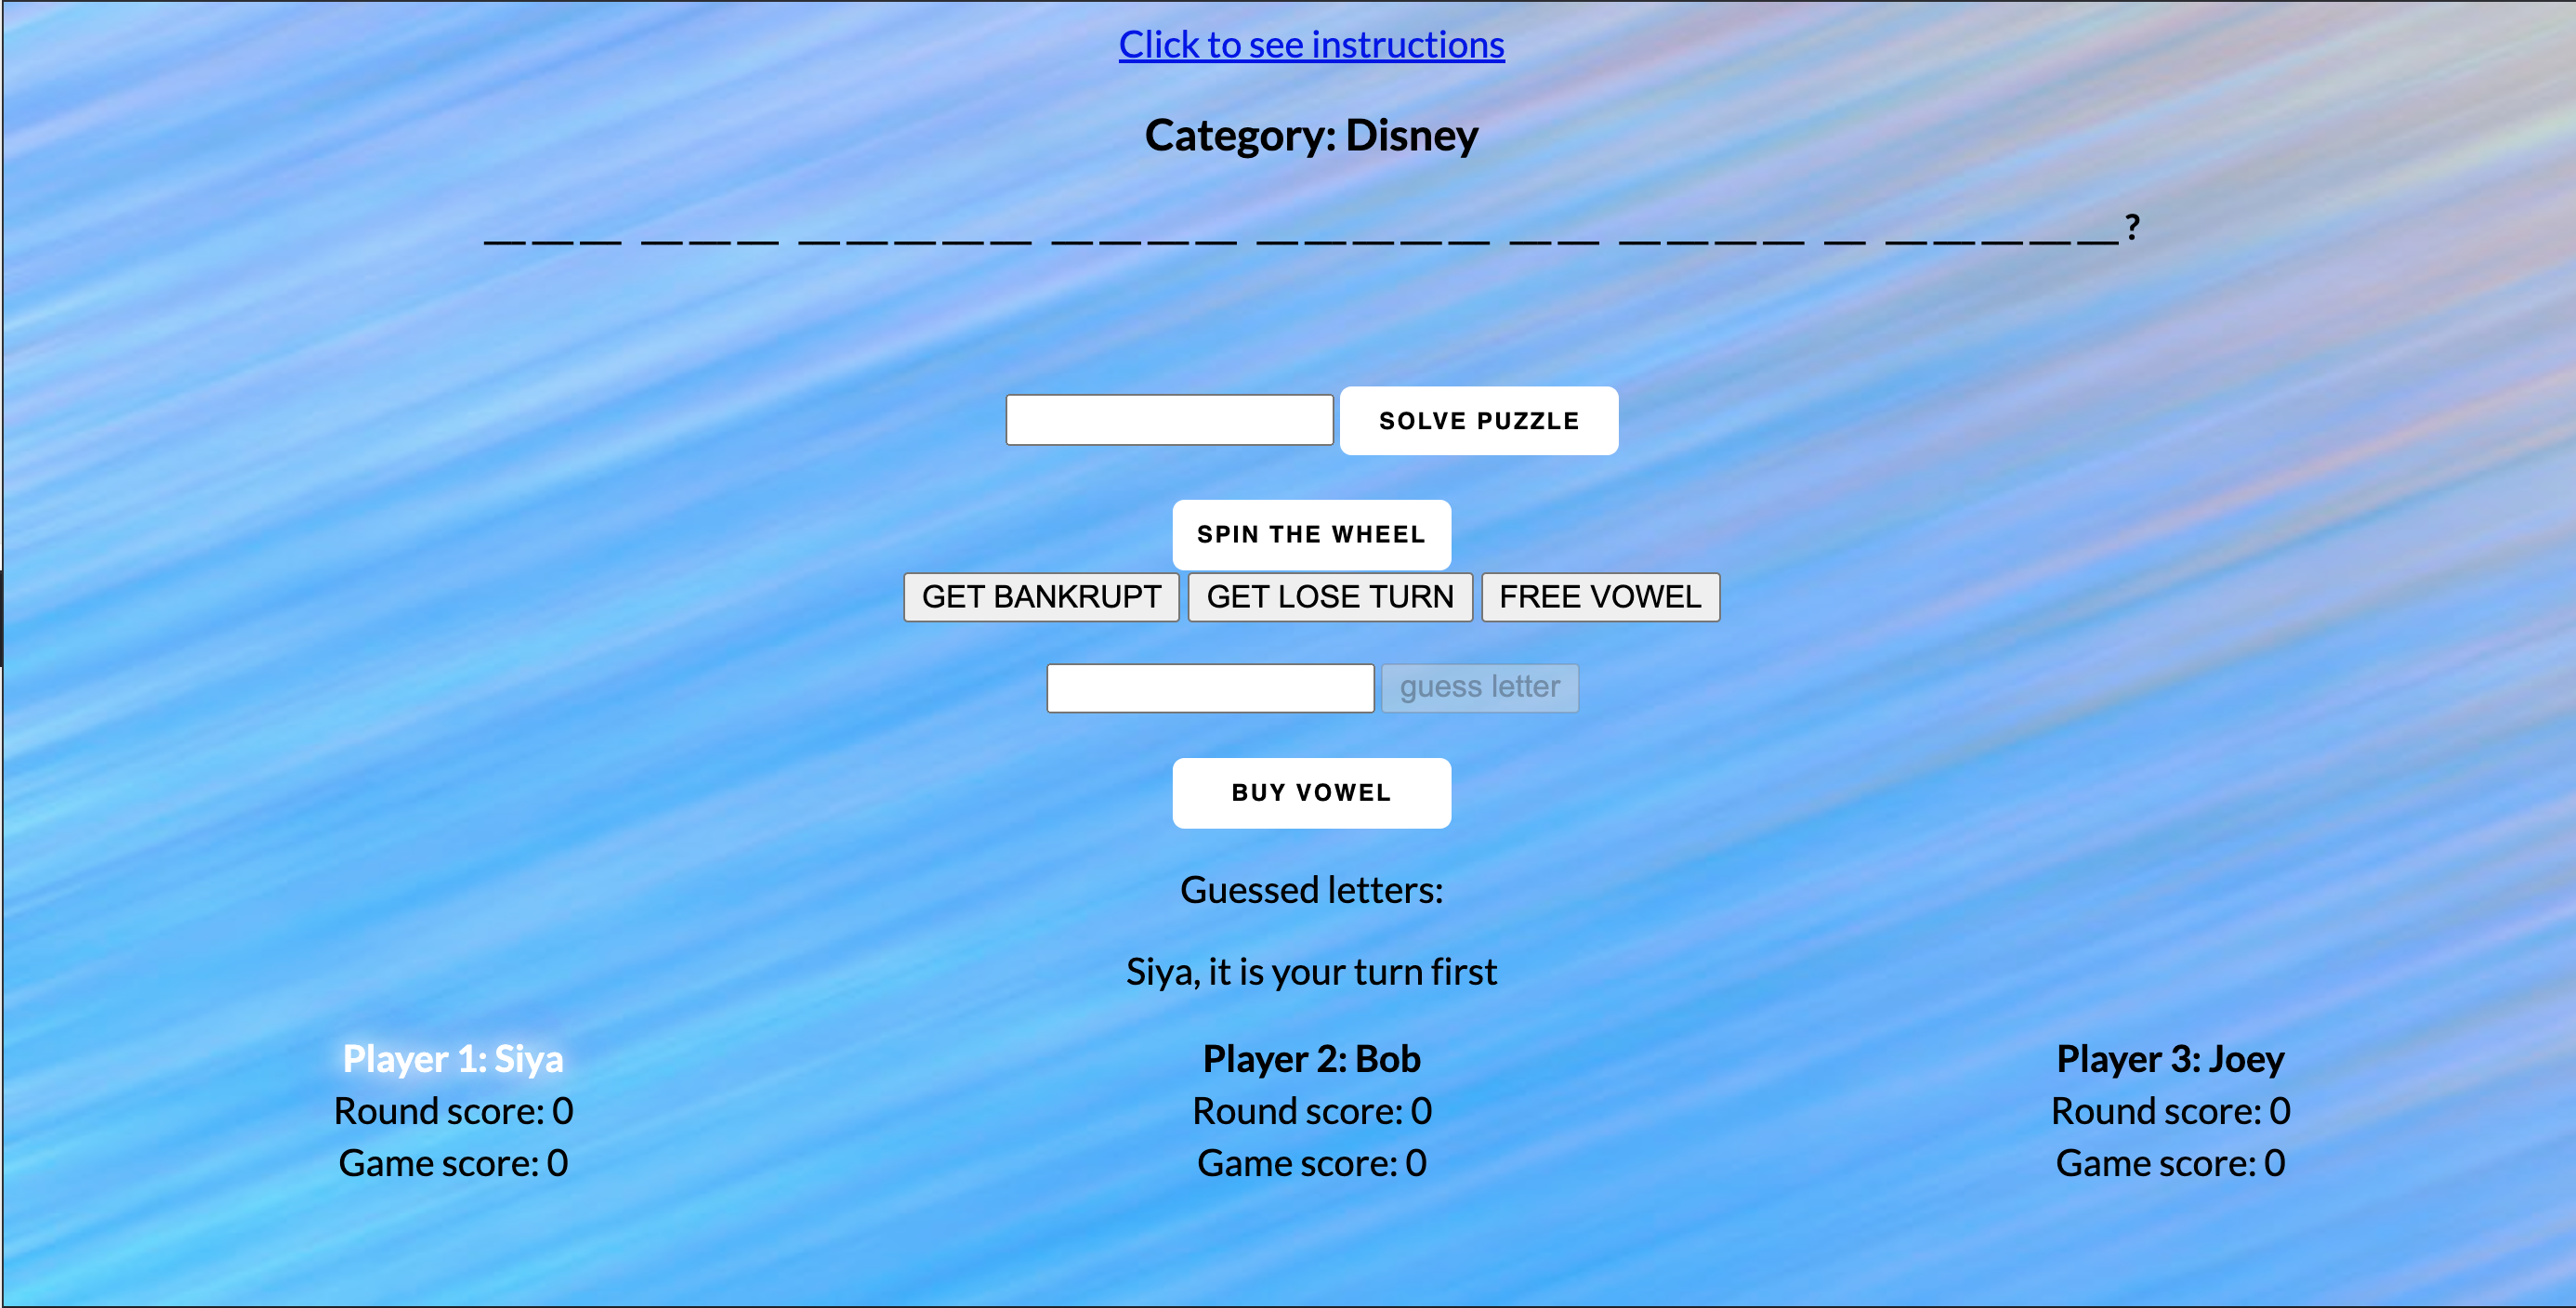 Click to see instructions
Category: Disney
_ _ _   _ _ _   _ _ _ _ _   _ _ _ _   _ _ _ _ _   _ _   _ _ _ _   _   _ _ _ _ _ ?
SOLVE PUZZLE
SPIN THE WHEEL
GET BANKRUPT GET LOSE TURN FREE VOWEL
guess letter
BUY VOWEL
Guessed letters:
Siya, it is your turn first
Player 1: Siya Player 2: Bob Player 3: Joey
Round score: 0 Round score: 0 Round score: 0
Game score: 0 Game score: 0 Game score: 0